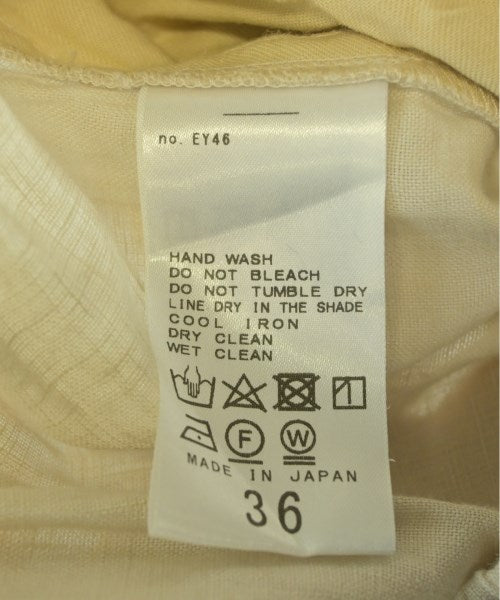 no. EY46
HAND WASH
DO NOT BLEACH
DO NOT TUMBLE DRY
LINE DRY IN THE SHADE
COOL IRON
DRY CLEAN
WET CLEAN
F W
MADE IN JAPAN
36